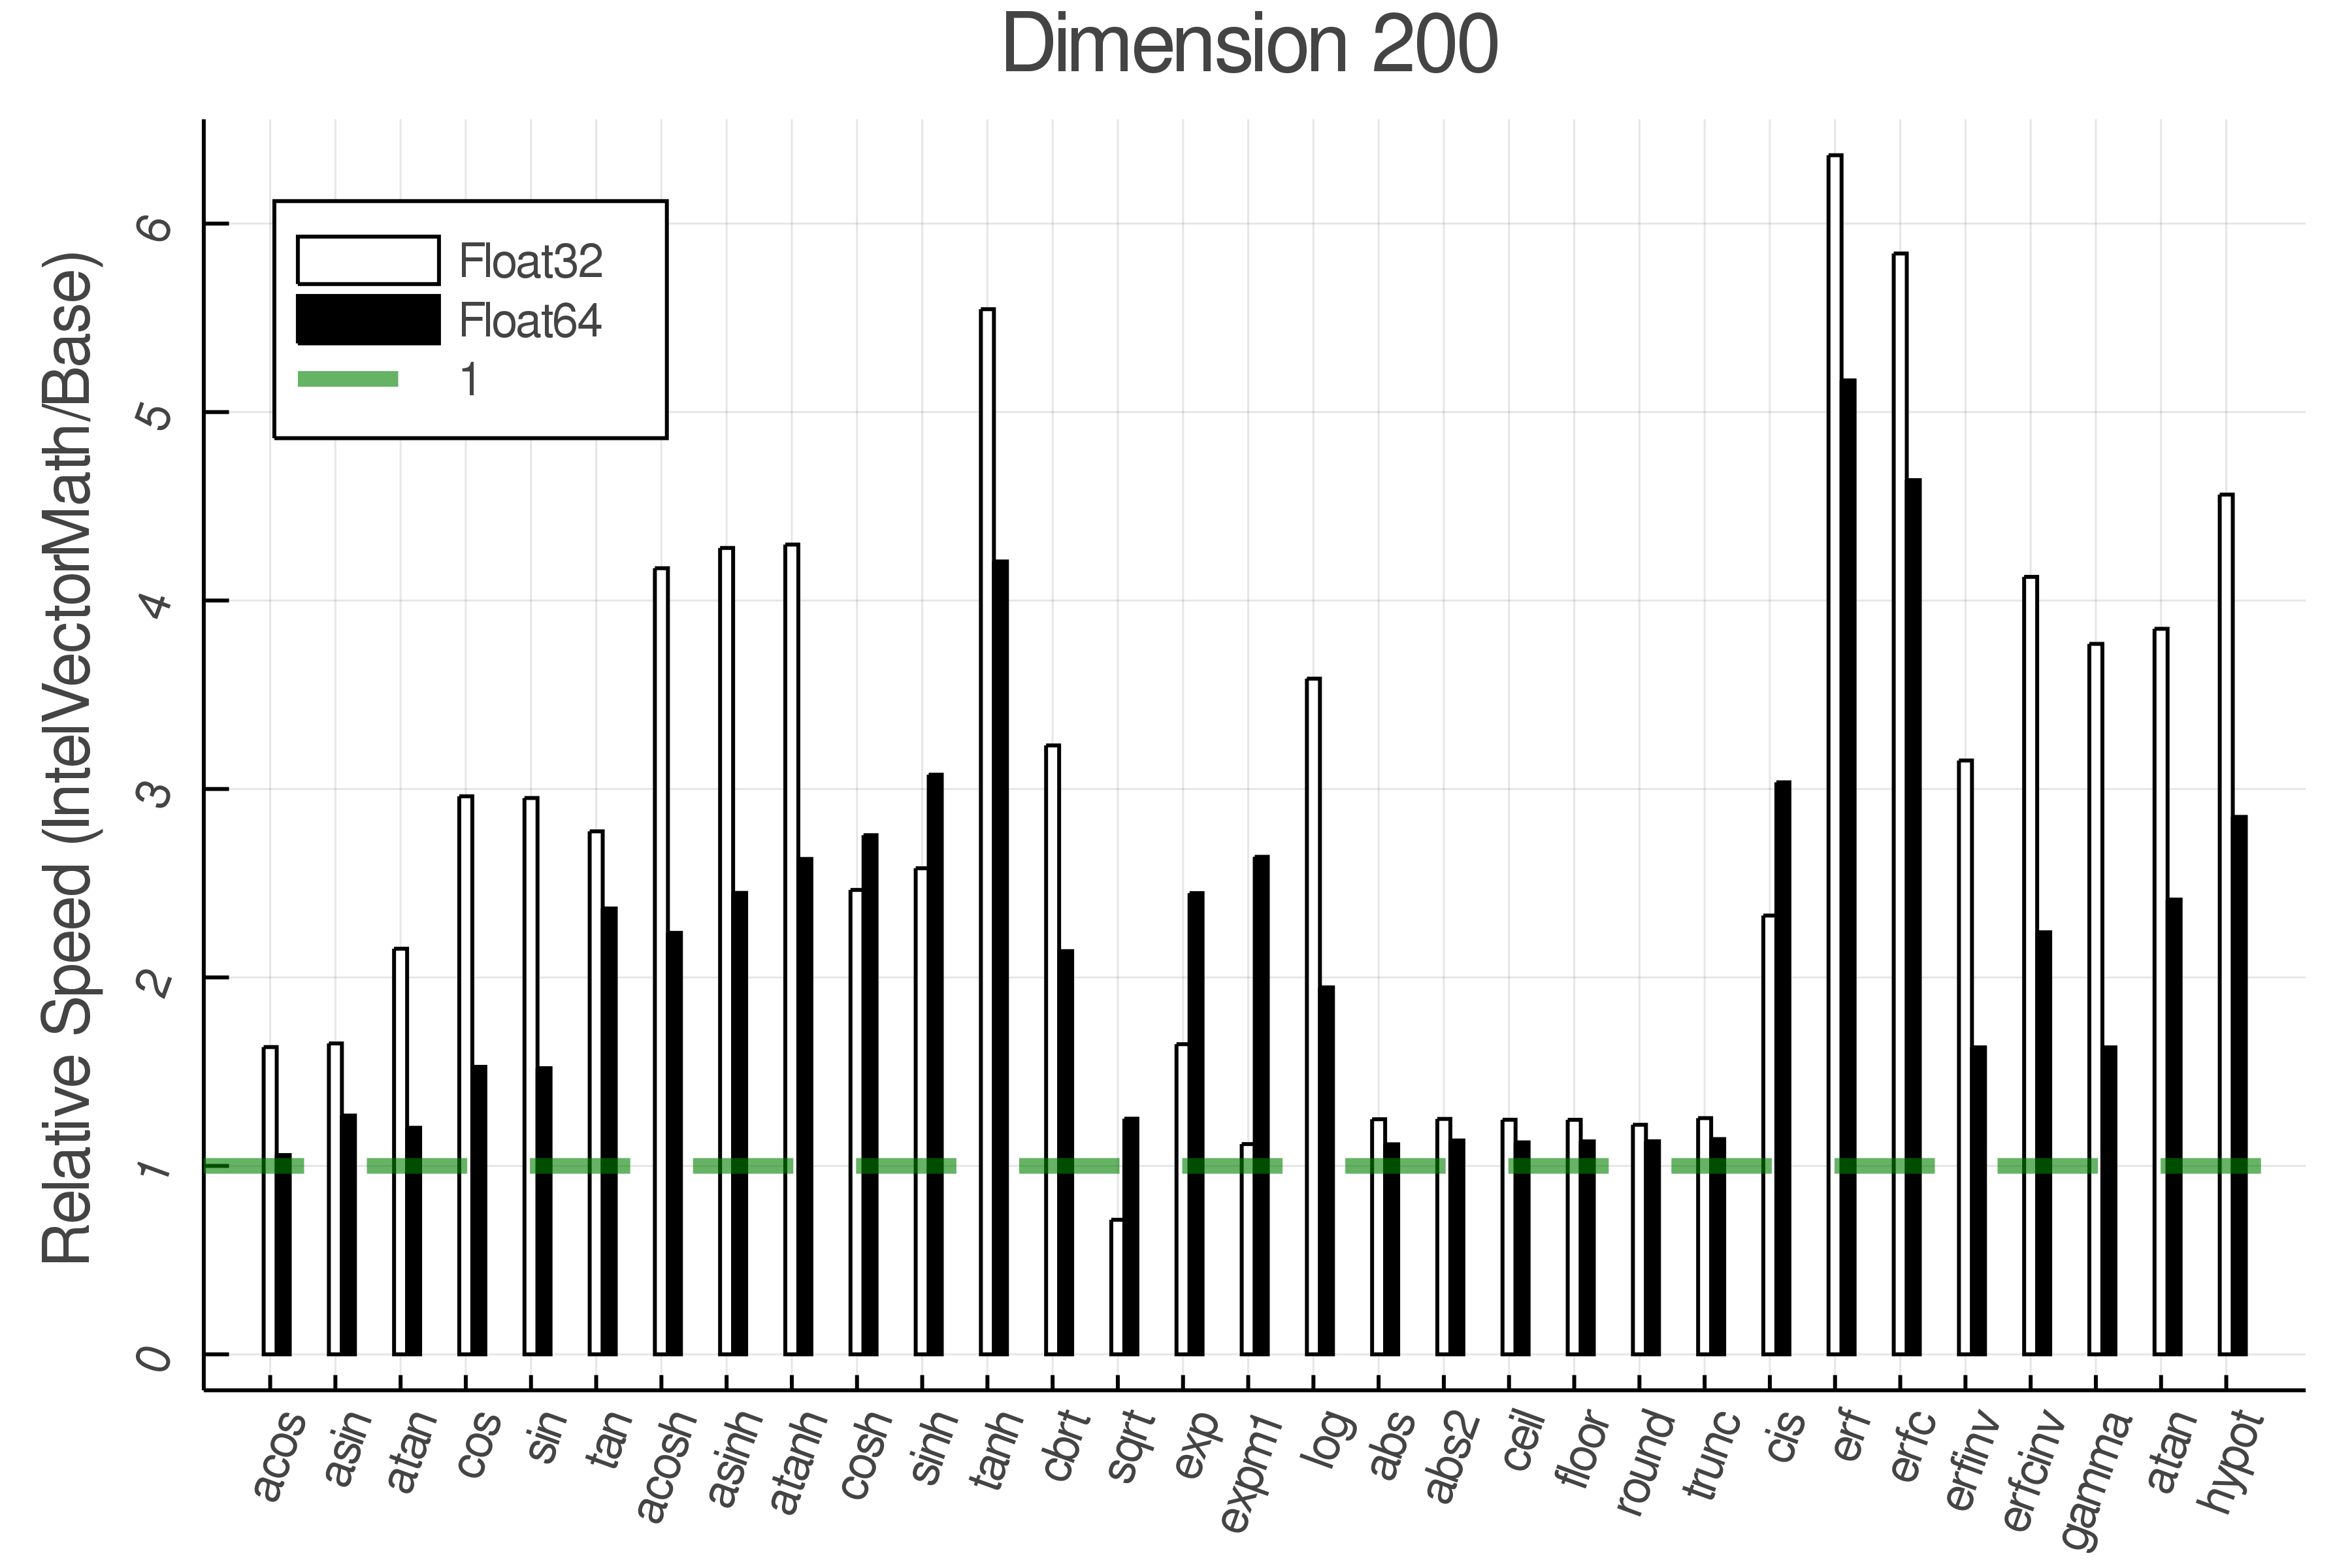 Dimension 200
Relative Speed (IntelVectorMath/Base)
6
5
4
3
2
1
0
Float32
Float64
1
acos
asin
atan
cos
sin
tan
acosh
asinh
atanh
cosh
sinh
tanh
cbrt
sqrt
exp
expm1
log
abs
abs2
ceil
floor
round
trunc
cis
erf
erfc
erfinv
erfcinv
gamma
atan
hypot